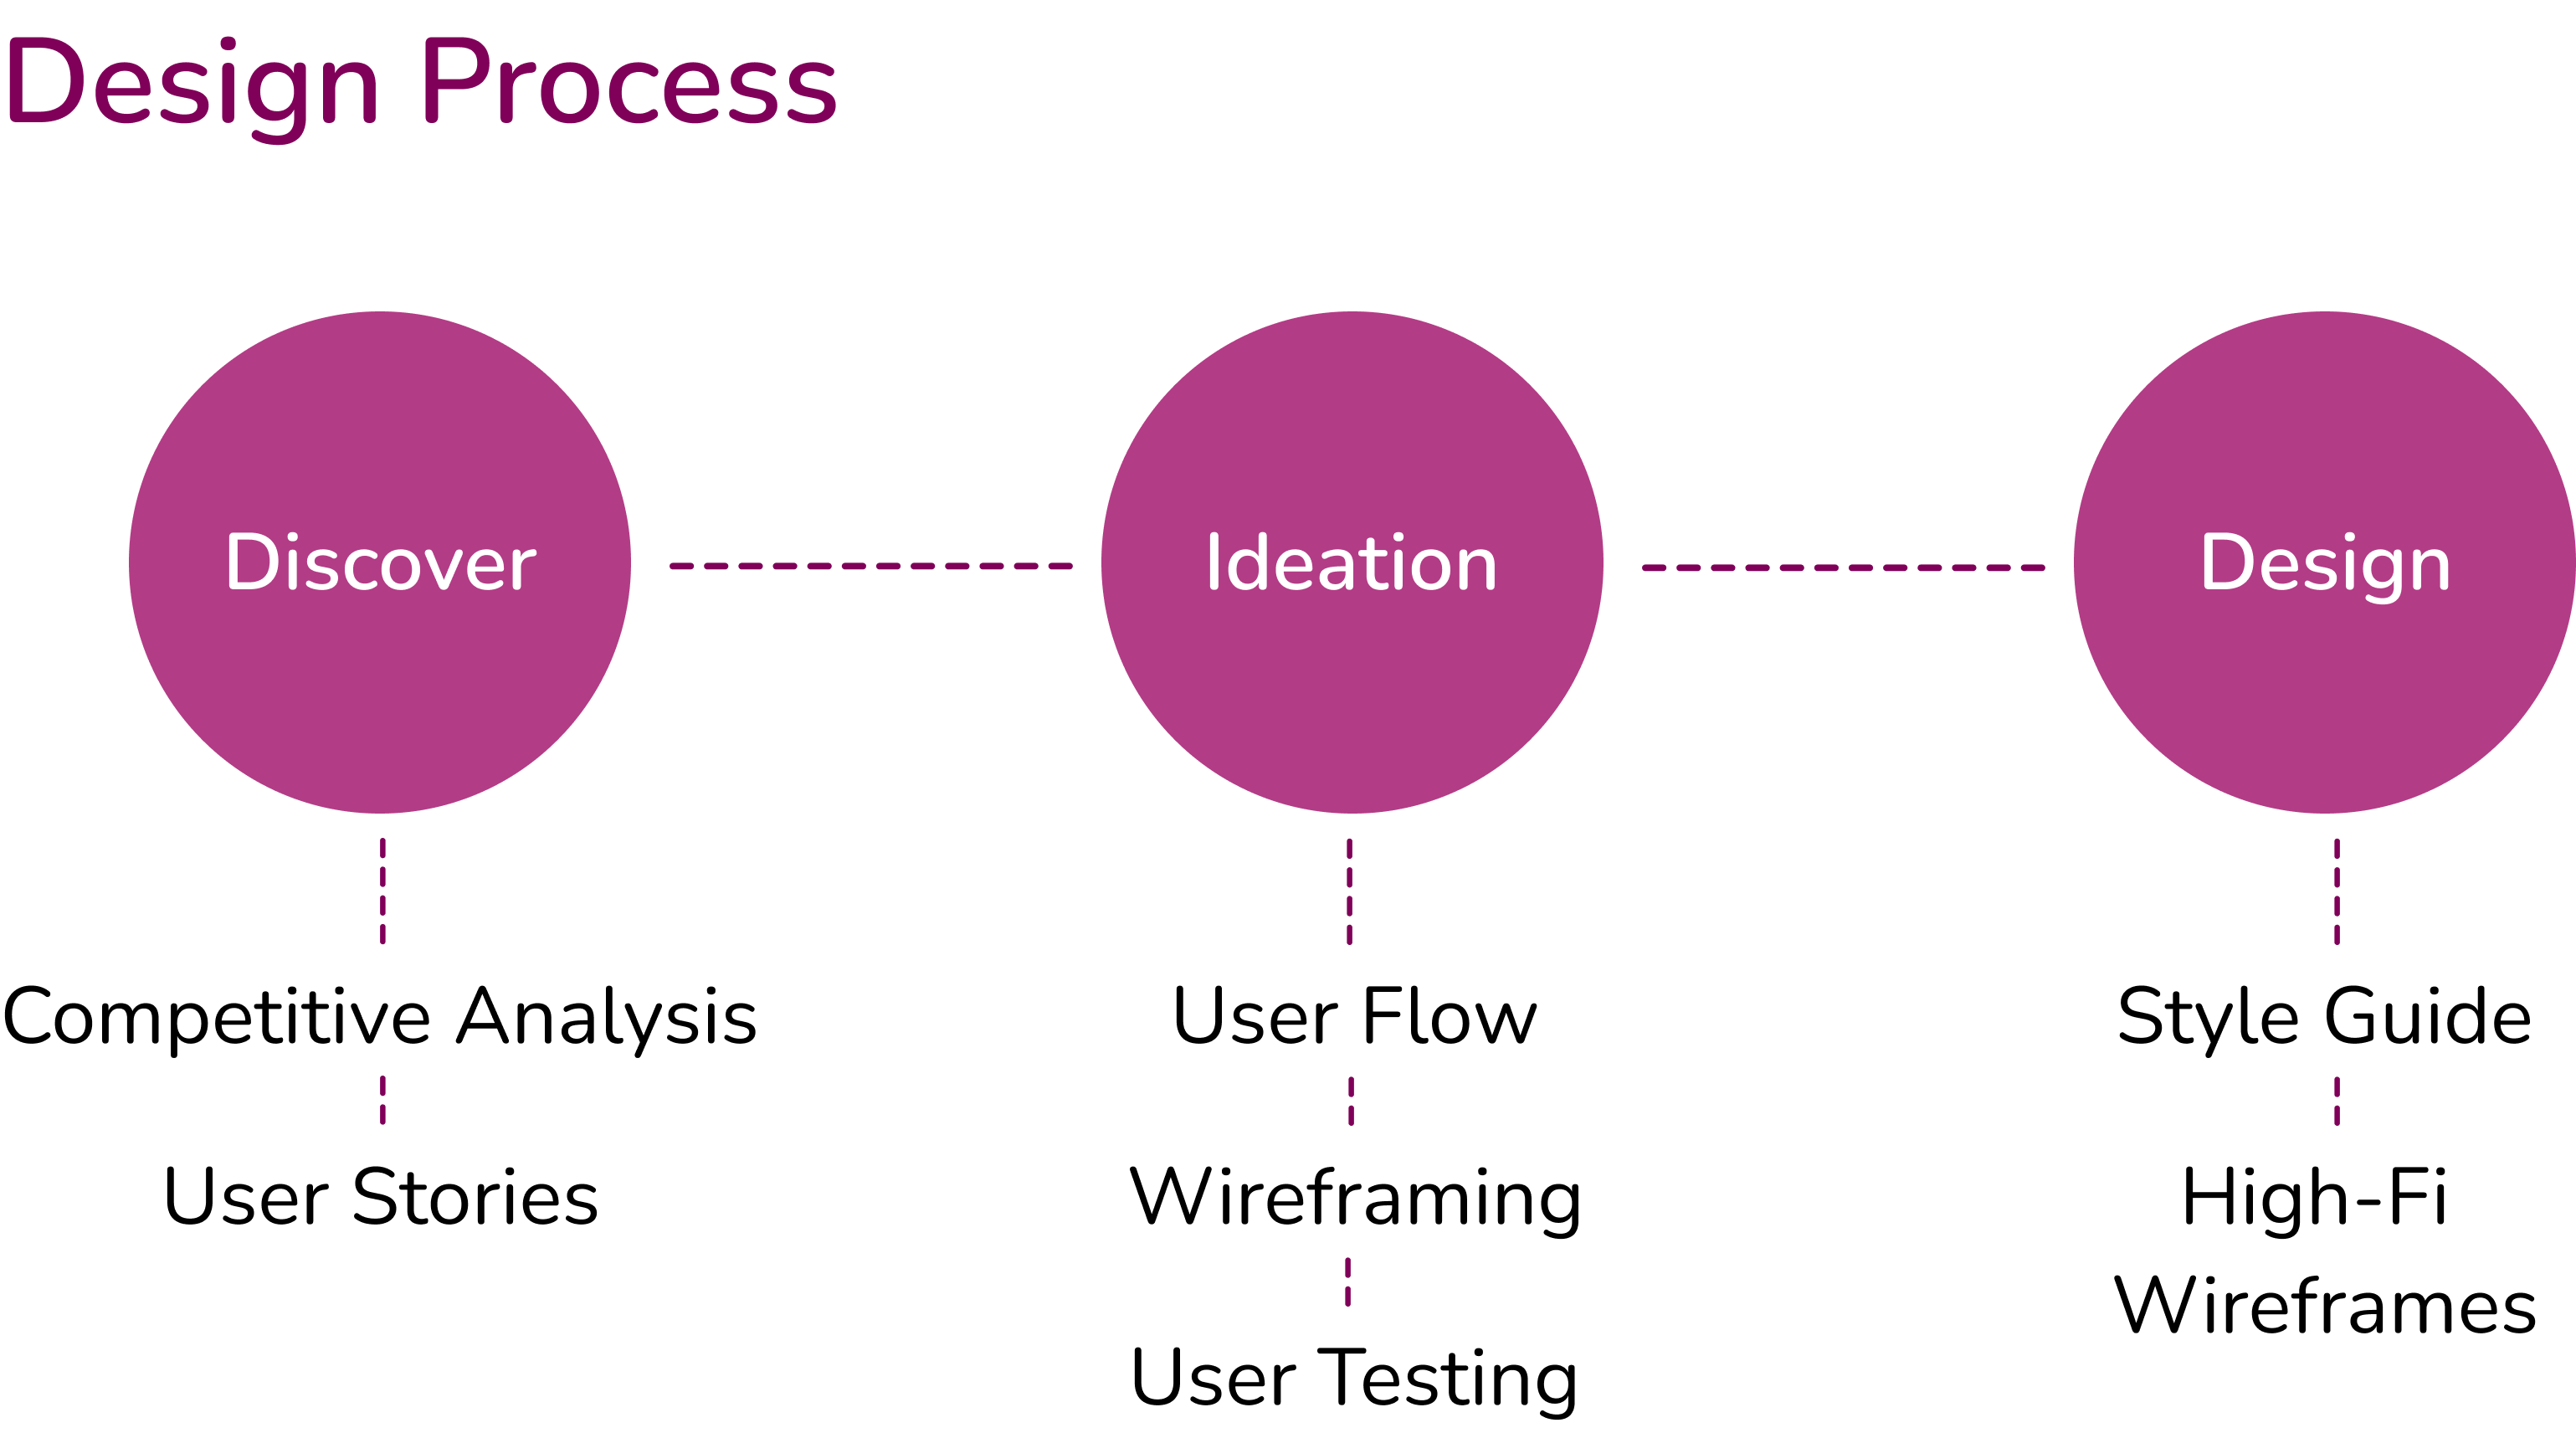 Design Process
Discover
Ideation
Design
Competitive Analysis
User Stories
User Flow
Wireframing
User Testing
Style Guide
High-Fi
Wireframes